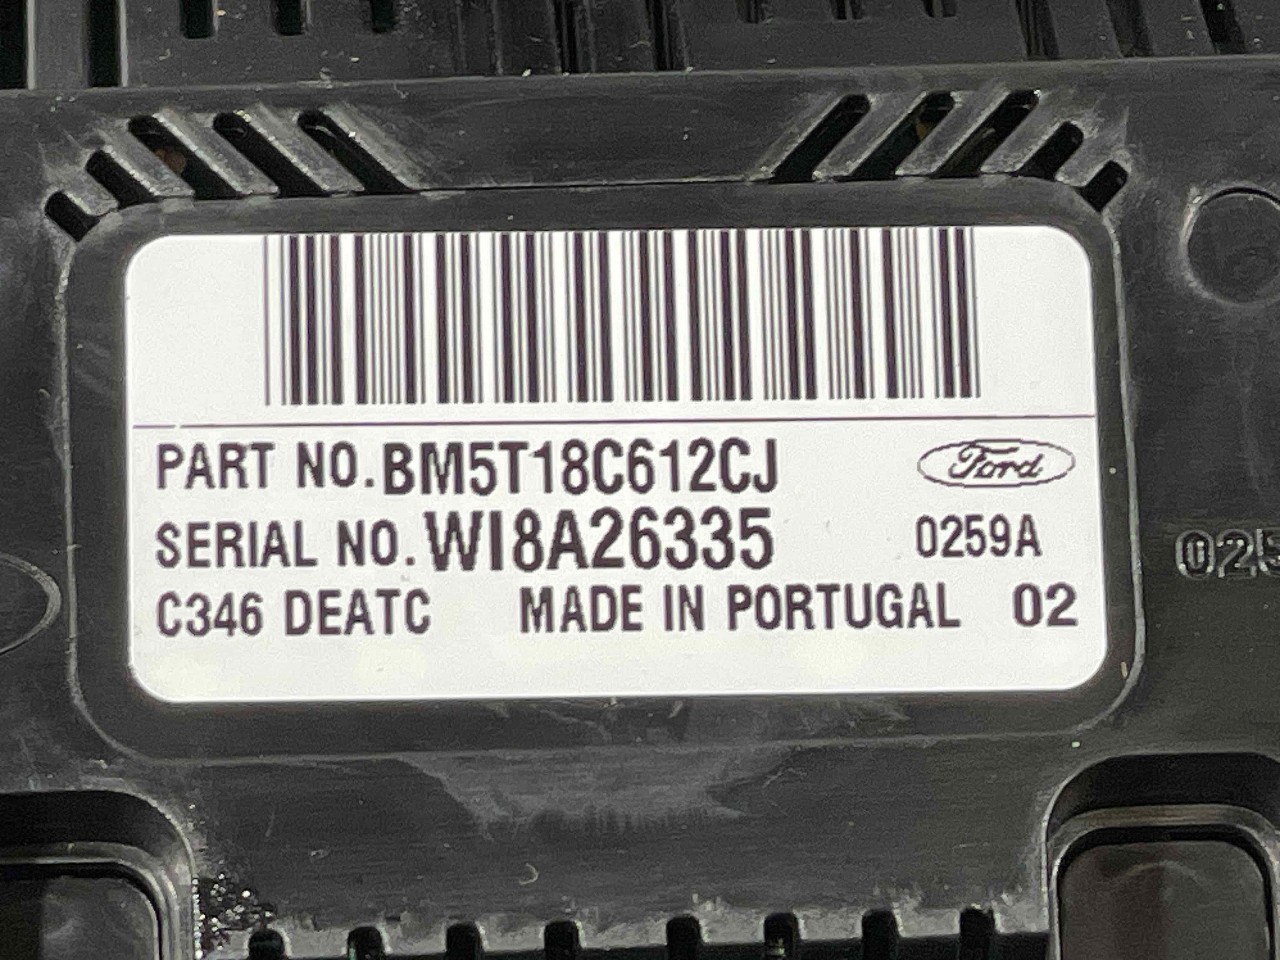 PART NO. BM5T18C612CJ Ford
SERIAL NO. WI8A26335 0259A
C346 DEATC MADE IN PORTUGAL 02